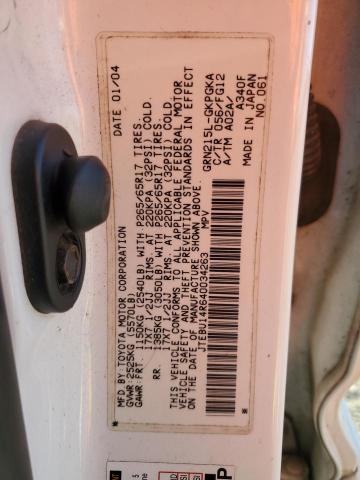 MFD.BY:TOYOTA MOTOR CORPORATION DATE 01/04
GVWR:2525KG (5570LB)
GAWR:FRT. 1150KG (2540LB) WITH P265/65R17 TIRES.
17X7 1/2JJ RIMS. AT 220KPA (32PSI) COLD.
RR. 1385KG (3050LB) WITH P265/65R17 TIRES.
17X7 1/2JJ RIMS. AT 220KPA (32PSI) COLD.
THIS VEHICLE CONFORMS TO ALL APPLICABLE FEDERAL MOTOR
VEHICLE SAFETY AND THEFT PREVENTION STANDARDS IN EFFECT
ON THE DATE OF MANUFACTURE SHOWN ABOVE.
JTEBU14R640034263 MPV
GRN215L-GKPGKA
C/TR 056/FG12
A/TM A02A/
A340F
IN JAPAN
NO.061